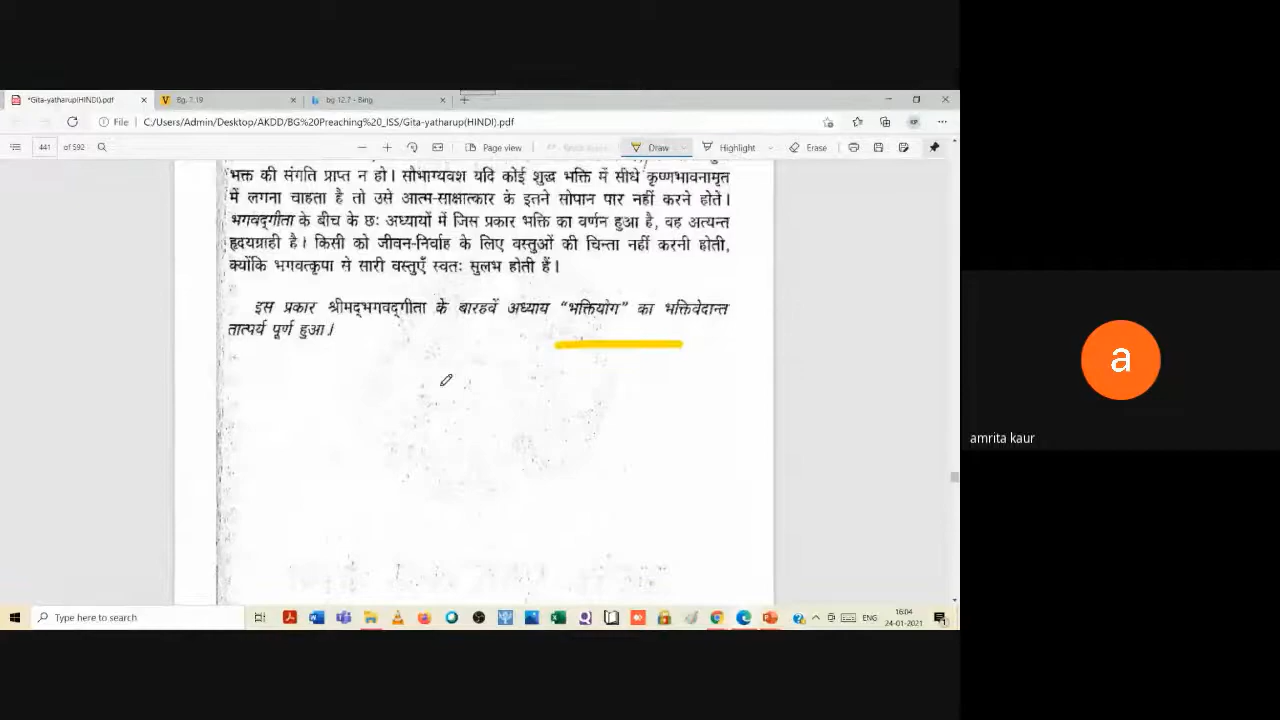 *Gita-yatharup(HINDI).pdf
Bg. 7.19
bg 12.7 - Bing
File
C:/Users/Admin/Desktop/AKDD/BG%20Preaching%20_ISS/Gita-yatharup(HINDI).pdf
441 of 592
Page view
Draw
Highlight
Erase
भक्त की संगति प्राप्त न हो। सौभाग्यवश यदि कोई शुद्ध भक्ति में सीधे कृष्णभावनामृत
में लगना चाहता है तो उसे आत्म-साक्षात्कार के इतने सोपान पार नहीं करने होते।
भगवद्गीता के बीच के छः अध्यायों में जिस प्रकार भक्ति का वर्णन हुआ है, वह अत्यन्त
हृदयग्राही है। किसी को जीवन-निर्वाह के लिए वस्तुओं की चिन्ता नहीं करनी होती,
क्योंकि भगवत्कृपा से सारी वस्तुएँ स्वतः सुलभ होती हैं।
इस प्रकार श्रीमद्भगवद्गीता के बारहवें अध्याय “भक्तियोग” का भक्तिवेदान्त
तात्पर्य पूर्ण हुआ।
a
amrita kaur
Type here to search
ENG
16:04
24-01-2021